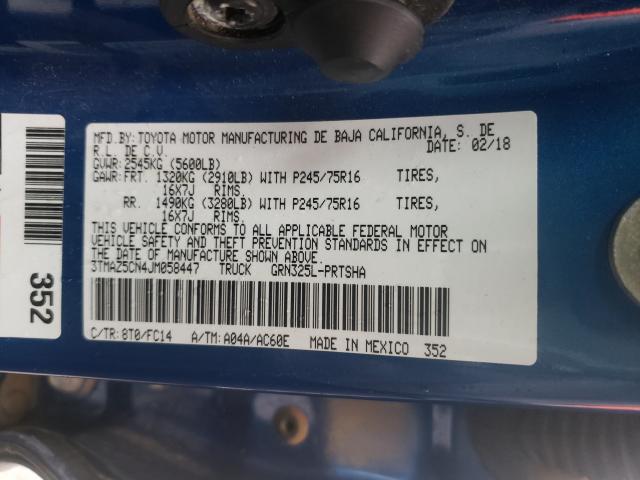 MFD.BY:TOYOTA MOTOR MANUFACTURING DE BAJA CALIFORNIA, S. DE
R.L. DE C.V. DATE: 02/18
GVWR:2545KG (5600LB)
GAWR:FRT. 1320KG (2910LB) WITH P245/75R16 TIRES,
16X7J RIMS,
RR. 1490KG (3280LB) WITH P245/75R16 TIRES,
16X7J RIMS,
THIS VEHICLE CONFORMS TO ALL APPLICABLE FEDERAL MOTOR
VEHICLE SAFETY AND THEFT PREVENTION STANDARDS IN EFFECT ON
THE DATE OF MANUFACTURE SHOWN ABOVE.
3TMAZ5CN4JM058447 TRUCK GRN325L-PRTSHA
C/TR:8T0/FC14 A/TM:A04A/AC60E MADE IN MEXICO 352
352